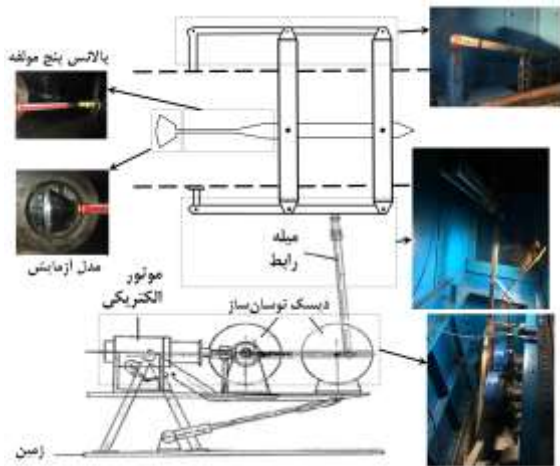 بالانس پنج مولفه
مدل آزمایش
میله
رابط
موتور
الکتریکی
دیسک نوسان‌ساز
زمین